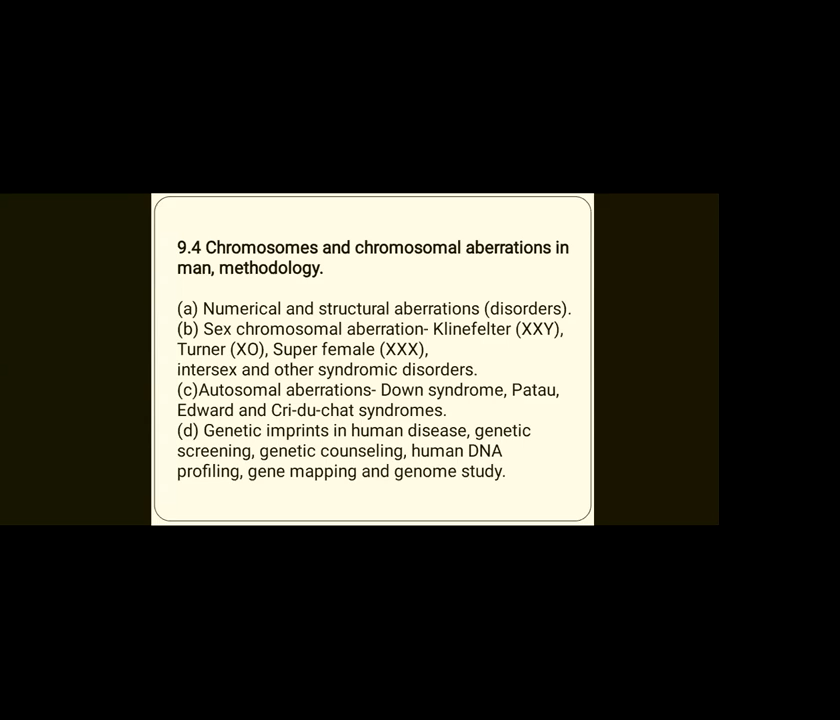 9.4 Chromosomes and chromosomal aberrations in
man, methodology.
(a) Numerical and structural aberrations (disorders).
(b) Sex chromosomal aberration- Klinefelter (XXY),
Turner (XO), Super female (XXX),
intersex and other syndromic disorders.
(c)Autosomal aberrations- Down syndrome, Patau,
Edward and Cri-du-chat syndromes.
(d) Genetic imprints in human disease, genetic
screening, genetic counseling, human DNA
profiling, gene mapping and genome study.